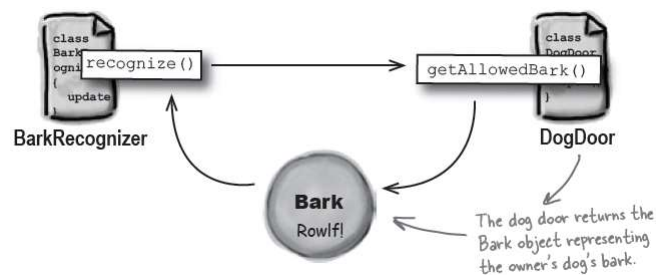 class
Bark
recognize()
ogni
{
update
}
BarkRecognizer
class
DogDoor
getAllowedBark()
}
DogDoor
Bark
Rowlf!
The dog door returns the
Bark object representing
the owner's dog's bark.